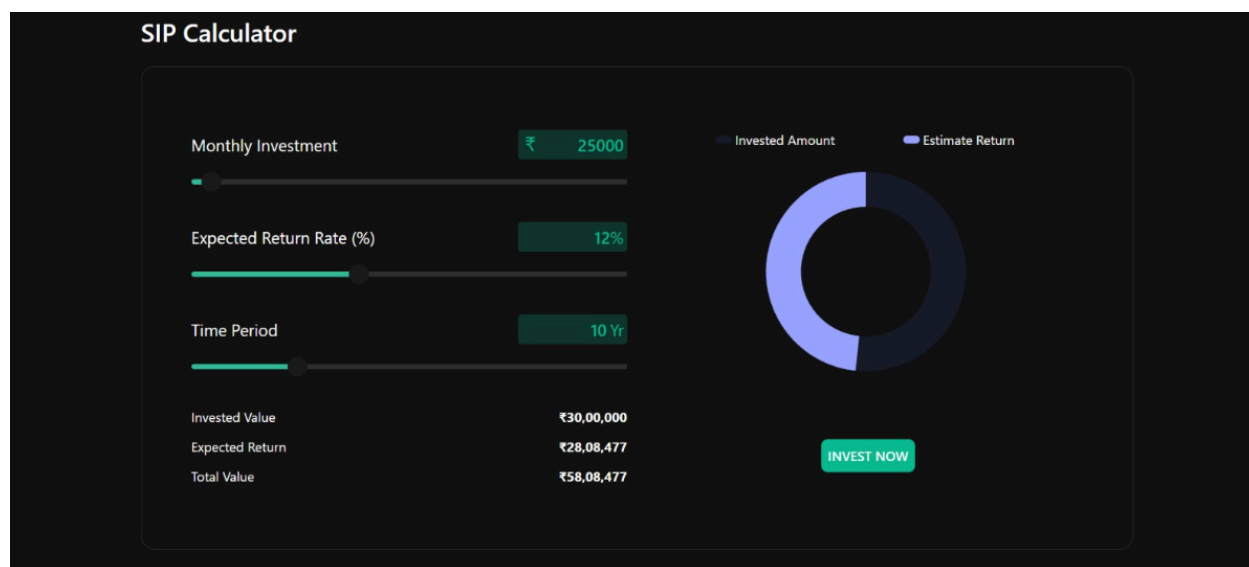 SIP Calculator
Monthly Investment ₹ 25000
Invested Amount Estimate Return
Expected Return Rate (%) 12%
Time Period 10 Yr
Invested Value ₹30,00,000
Expected Return ₹28,08,477
Total Value ₹58,08,477
INVEST NOW